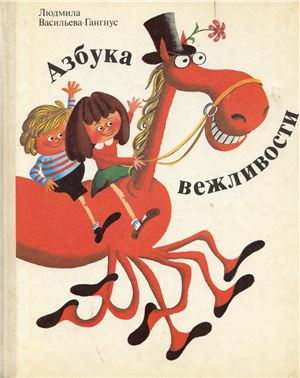 Людмила
Васильева-Гангнус
Азбука
вежливости